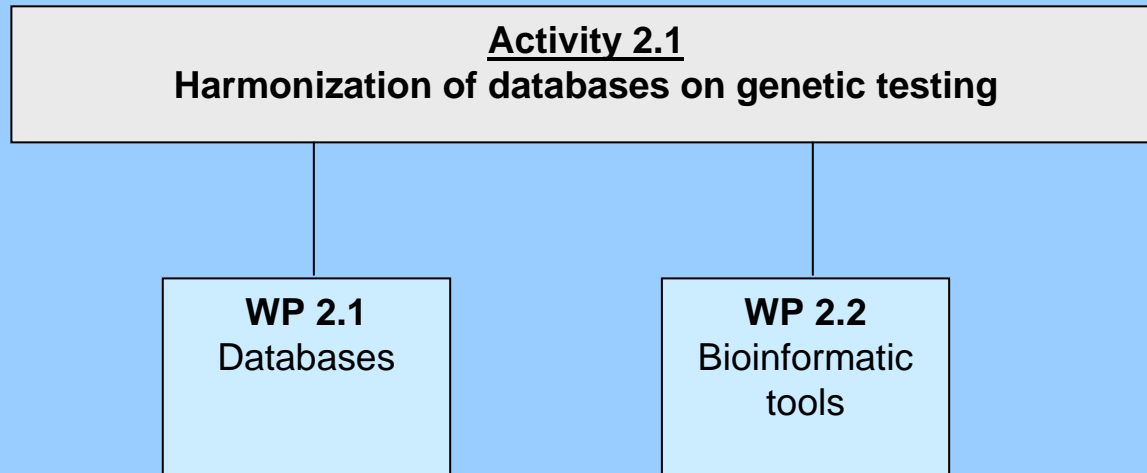 Activity 2.1
Harmonization of databases on genetic testing
WP 2.1
Databases
WP 2.2
Bioinformatic
tools